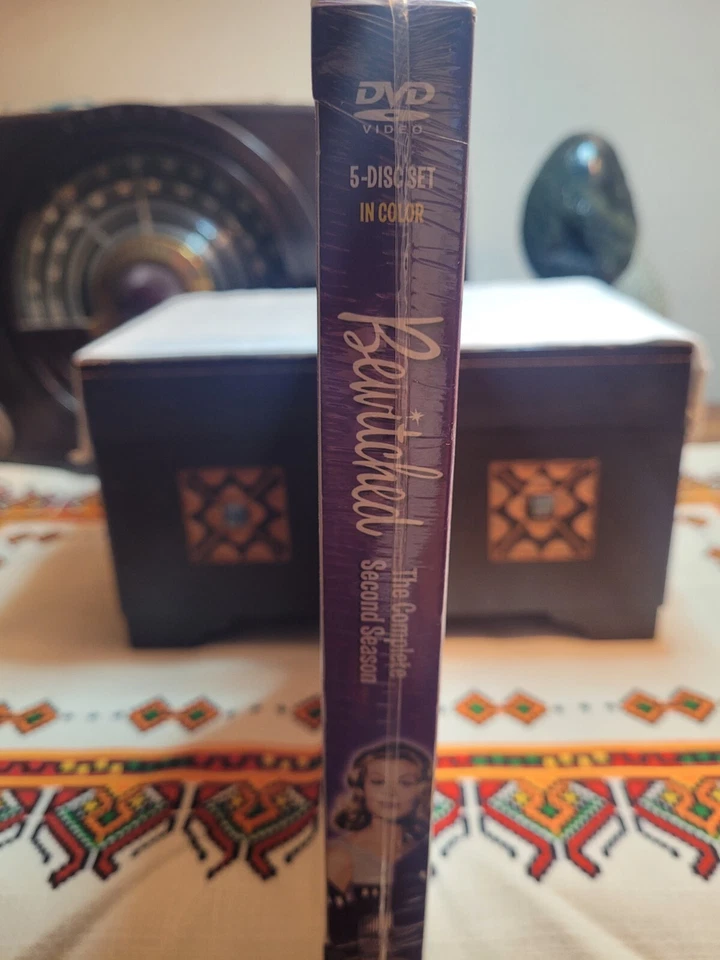 DVD
VIDEO
5-DISC SET
IN COLOR
Bewitched
The Complete
Second Season